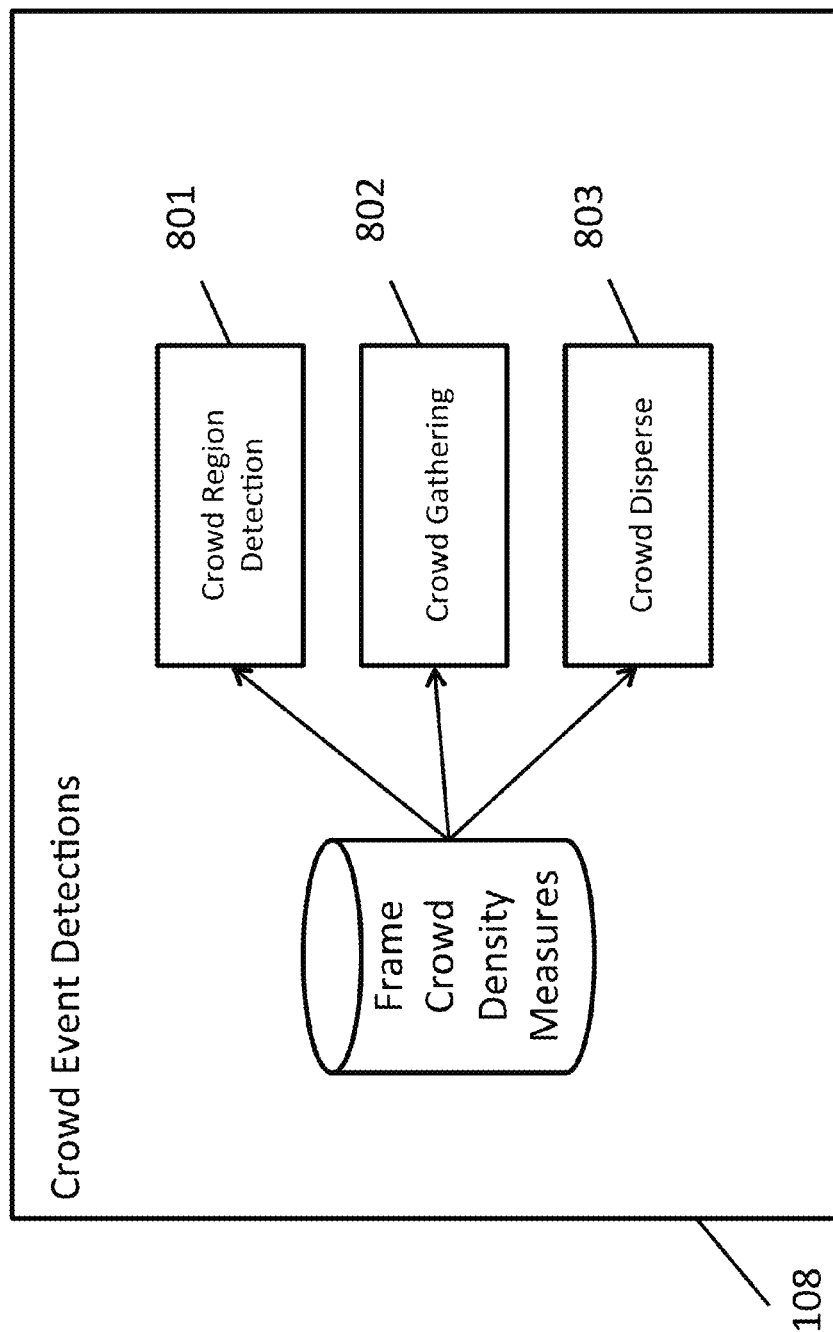 Crowd Event Detections
Frame
Crowd
Density
Measures
Crowd Region
Detection
801
Crowd Gathering
802
Crowd Disperse
803
108